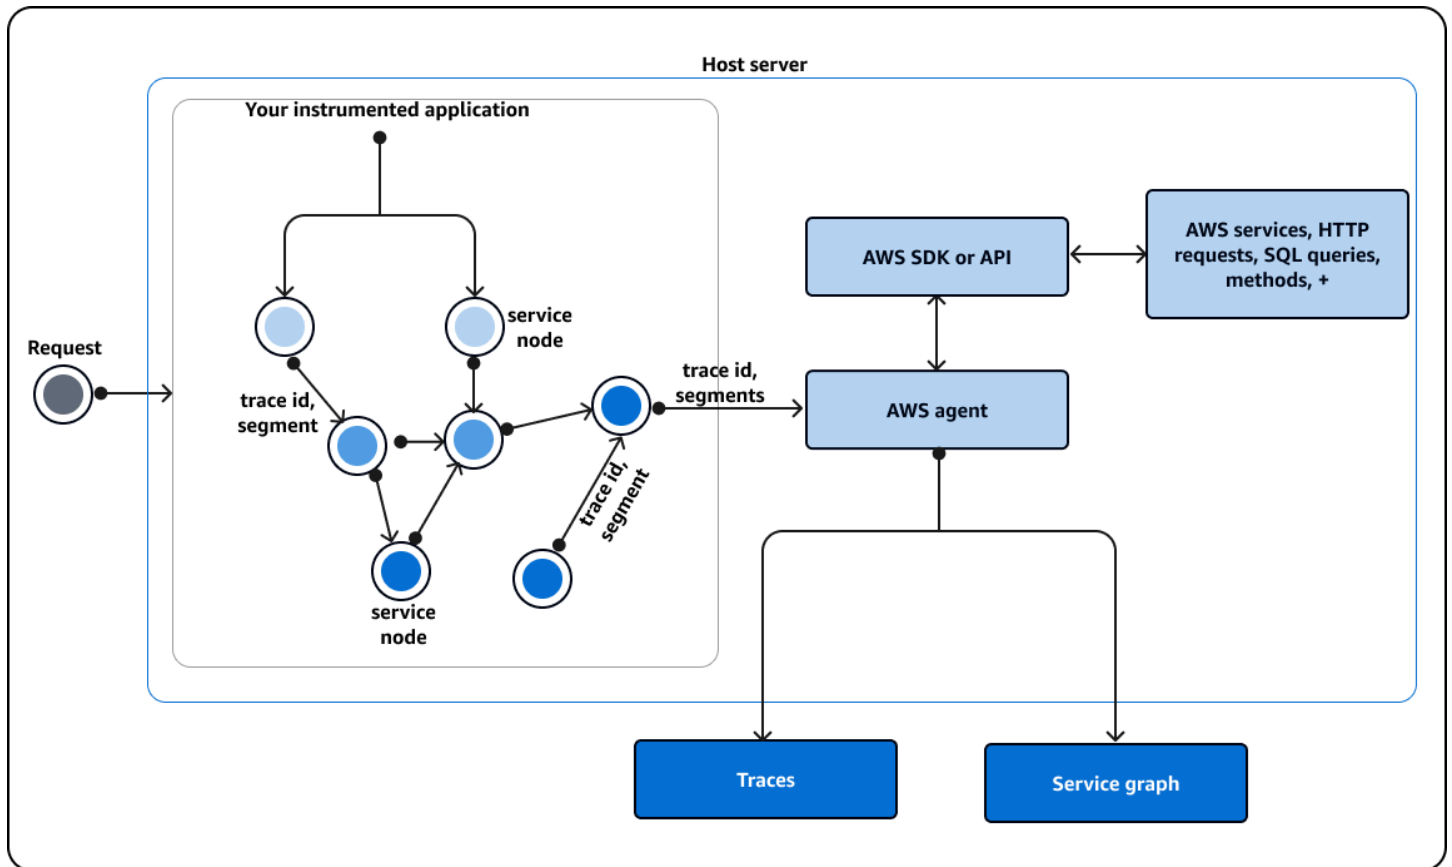 Host server
Your instrumented application
AWS services, HTTP
requests, SQL queries,
methods, +
AWS SDK or API
service
node
Request
trace id,
segment
trace id,
segments
AWS agent
trace id,
segment
service
node
Traces
Service graph